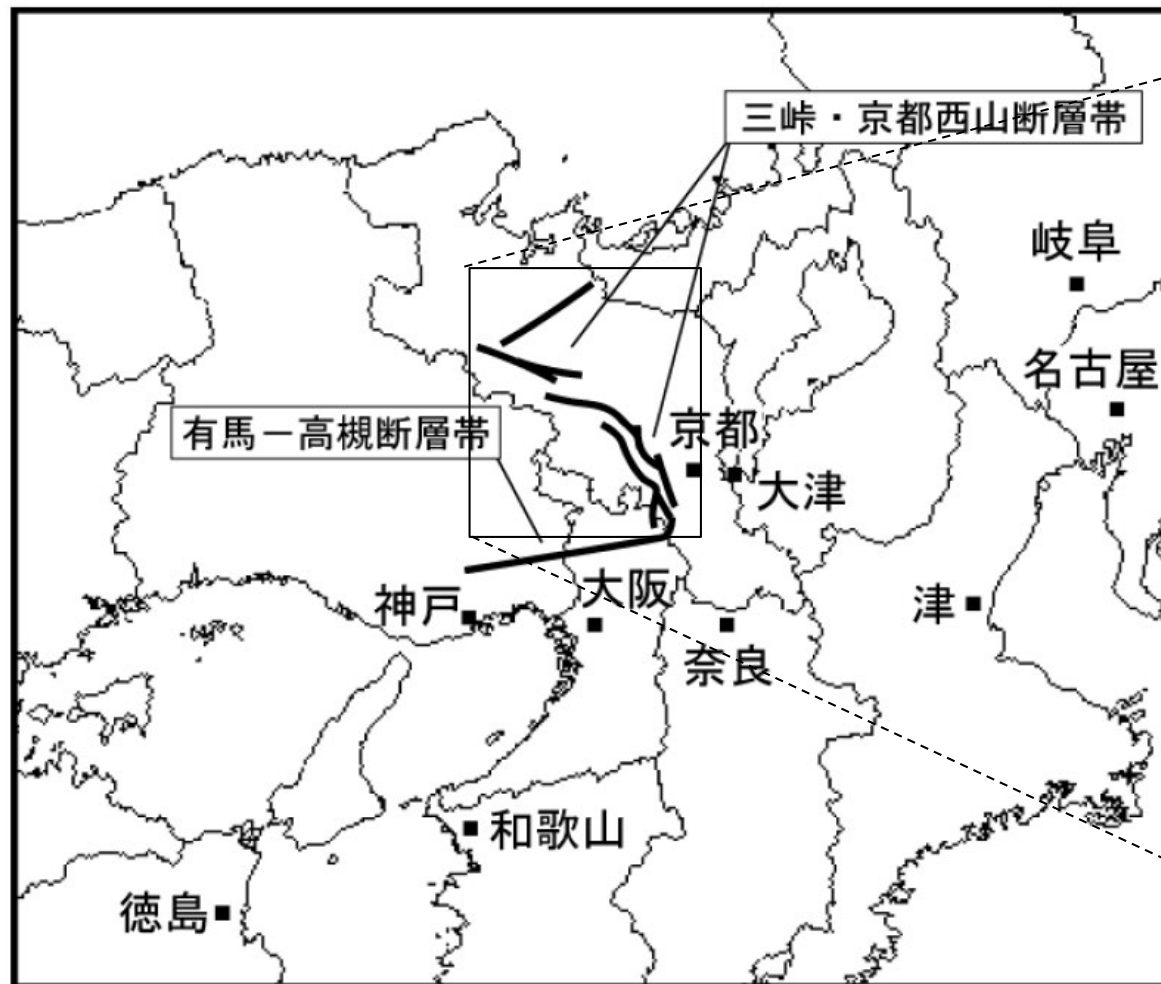 三峠・京都西山断層帯
岐阜
名古屋
有馬－高槻断層帯
京都
大津
神戸
大阪
津
奈良
和歌山
徳島